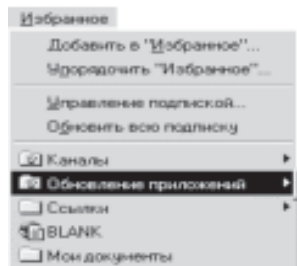 Избранное
Добавить в "Избранное"...
Упорядочить "Избранное"...
Управление подпиской...
Обновить всю подписку
Каналы
Обновление приложений
Ссылки
BLANK
Мои документы